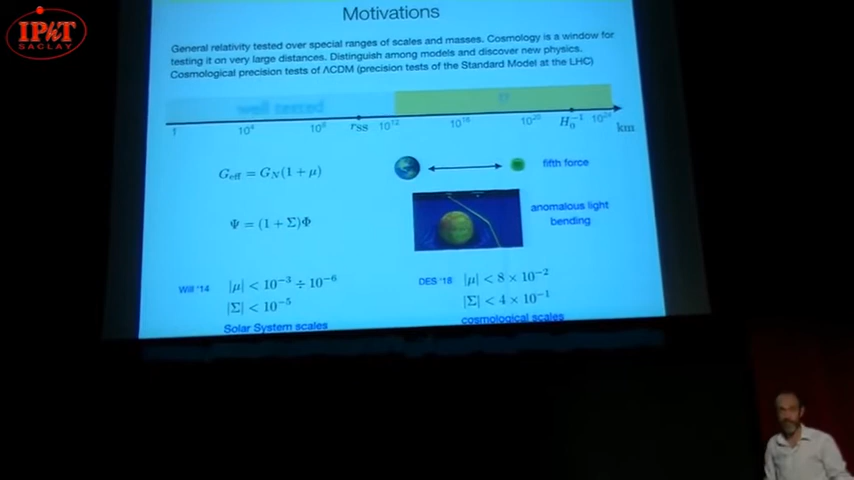 IPhT
SACLAY
Motivations
General relativity tested over special ranges of scales and masses. Cosmology is a window for
testing it on very large distances. Distinguish among models and discover new physics.
Cosmological precision tests of ΛCDM (precision tests of the Standard Model at the LHC)
well tested
1 10⁴ 10⁸ rss 10¹² 10¹⁶ 10²⁰ H₀⁻¹ 10²⁴ km
G_eff = G_N(1 + μ)
fifth force
Ψ = (1 + Σ)Φ
anomalous light
bending
Will '14 |μ| < 10⁻³ ÷ 10⁻⁶
|Σ| < 10⁻⁵
Solar System scales
DES '18 |μ| < 8 × 10⁻²
|Σ| < 4 × 10⁻¹
cosmological scales